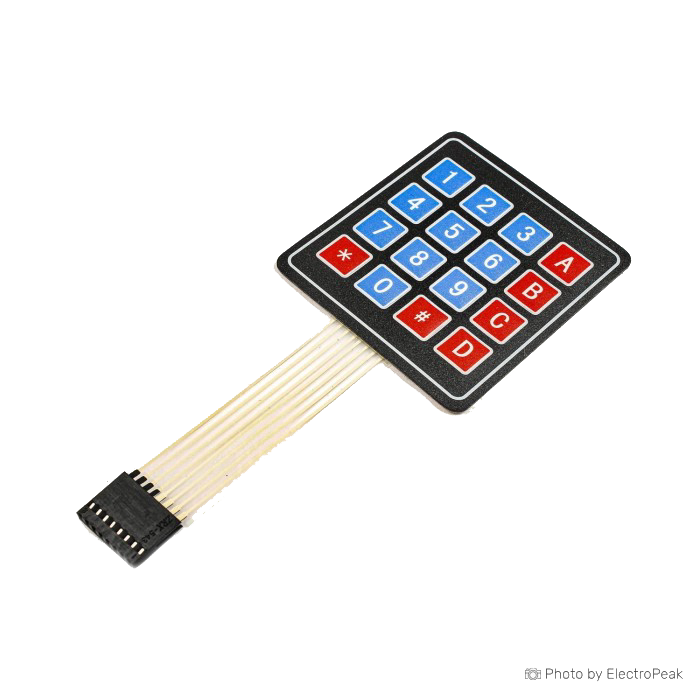 1 2 3 A
4 5 6 B
7 8 9 C
* 0 # D
Photo by ElectroPeak